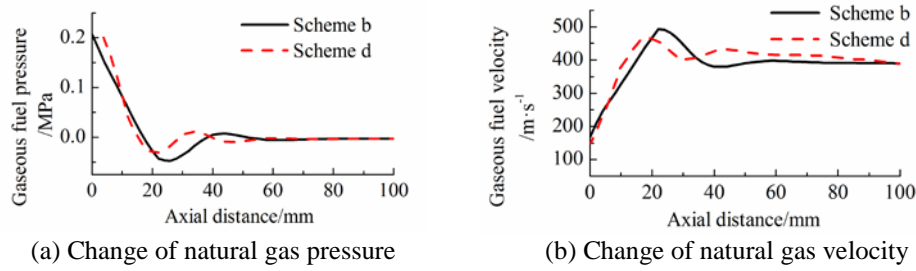 Gaseous fuel pressure
/MPa
0.2
0.1
0.0
0 20 40 60 80 100
Axial distance/mm
Scheme b
Scheme d
(a) Change of natural gas pressure
Gaseous fuel velocity
/m·s⁻¹
500
400
300
200
100
0 20 40 60 80 100
Axial distance/mm
Scheme b
Scheme d
(b) Change of natural gas velocity